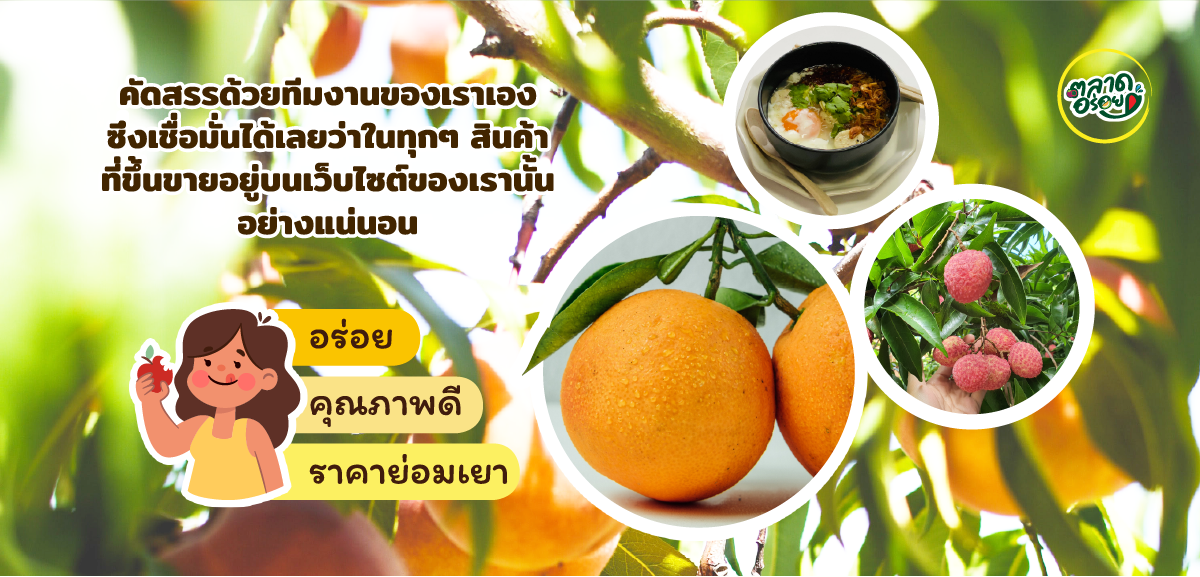 คัดสรรด้วยทีมงานของเราเอง
ซึงเชื่อมั่นได้เลยว่าในทุกๆ สินค้า
ที่ขึ้นขายอยู่บนเว็บไซต์ของเรานั้น
อย่างแน่นอน
ตลาด
อร่อย
อร่อย
คุณภาพดี
ราคาย่อมเยา